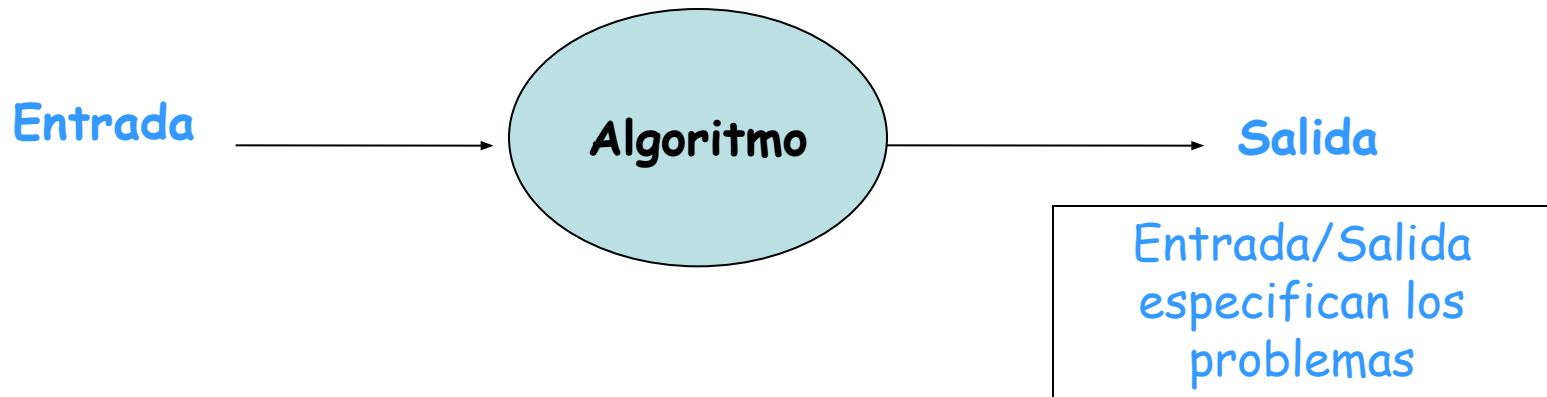 Entrada
Algoritmo
Salida
Entrada/Salida
especifican los
problemas